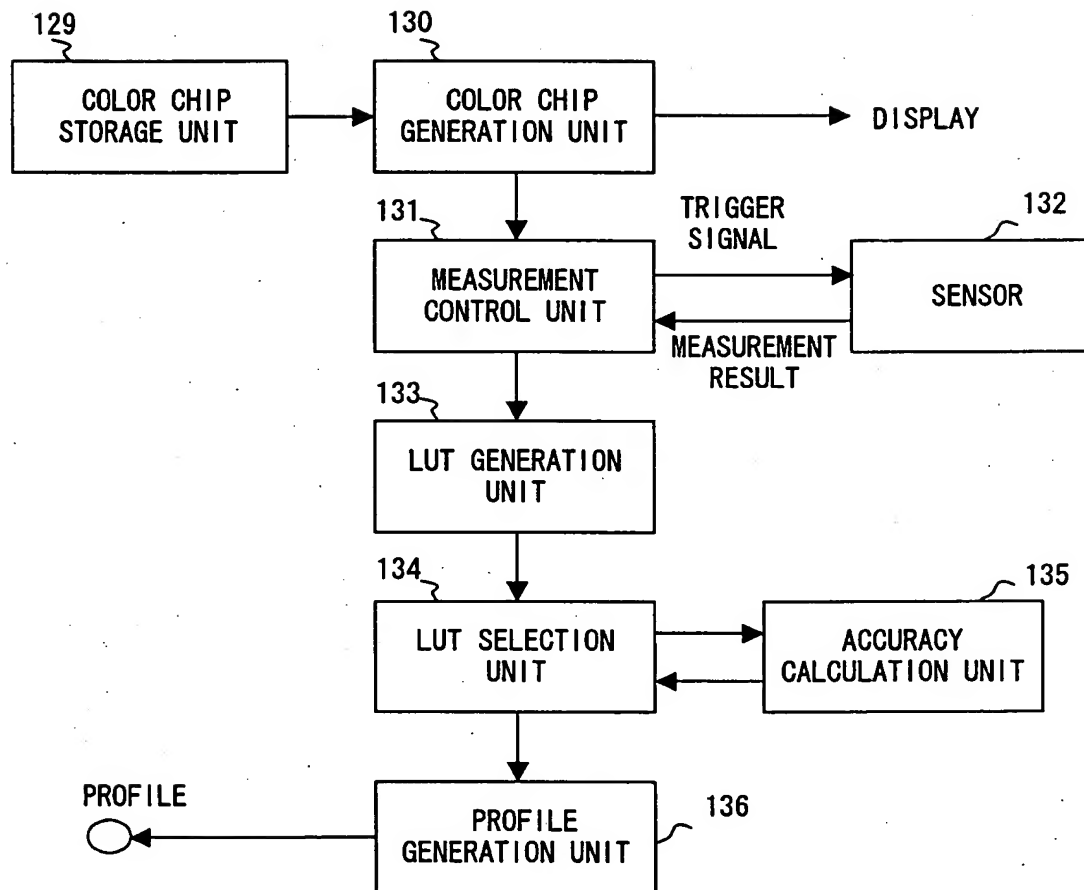 129
130
COLOR CHIP
STORAGE UNIT
COLOR CHIP
GENERATION UNIT
DISPLAY
131
TRIGGER
SIGNAL
132
MEASUREMENT
CONTROL UNIT
SENSOR
MEASUREMENT
RESULT
133
LUT GENERATION
UNIT
134
135
LUT SELECTION
UNIT
ACCURACY
CALCULATION UNIT
PROFILE
136
PROFILE
GENERATION UNIT